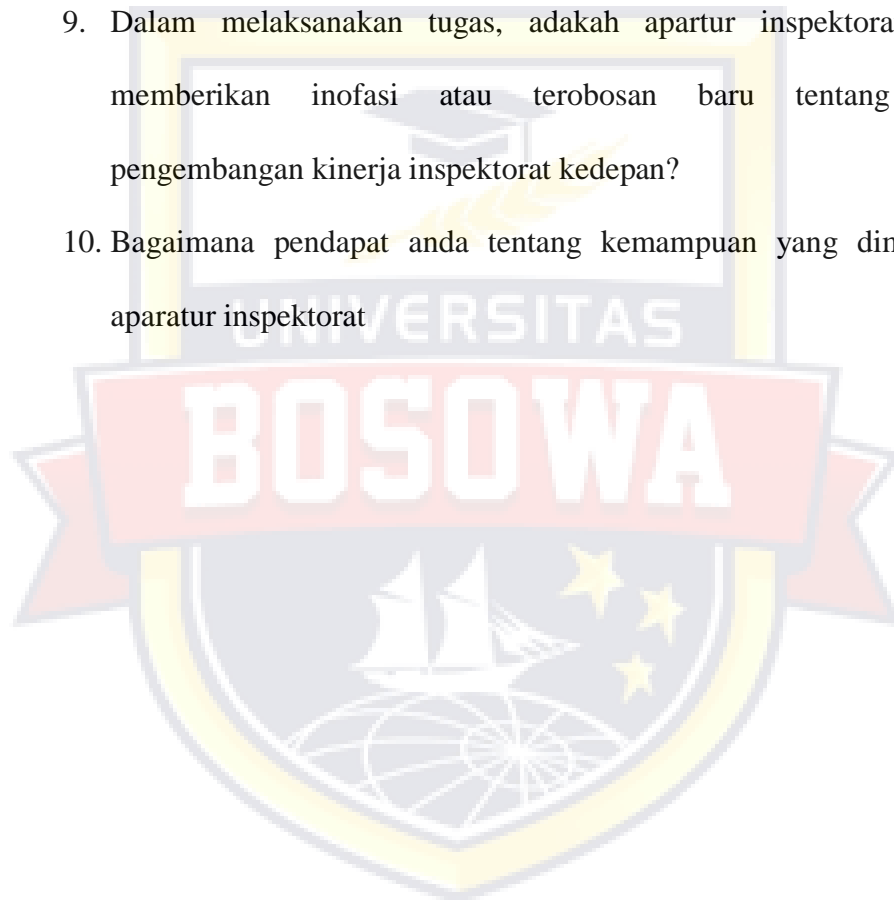 9. Dalam melaksanakan tugas, adakah apartur inspektora
memberikan inofasi atau terobosan baru tentang
pengembangan kinerja inspektorat kedepan?
10. Bagaimana pendapat anda tentang kemampuan yang
aparatur inspektorat
UNIVERSITAS
BOSOWA